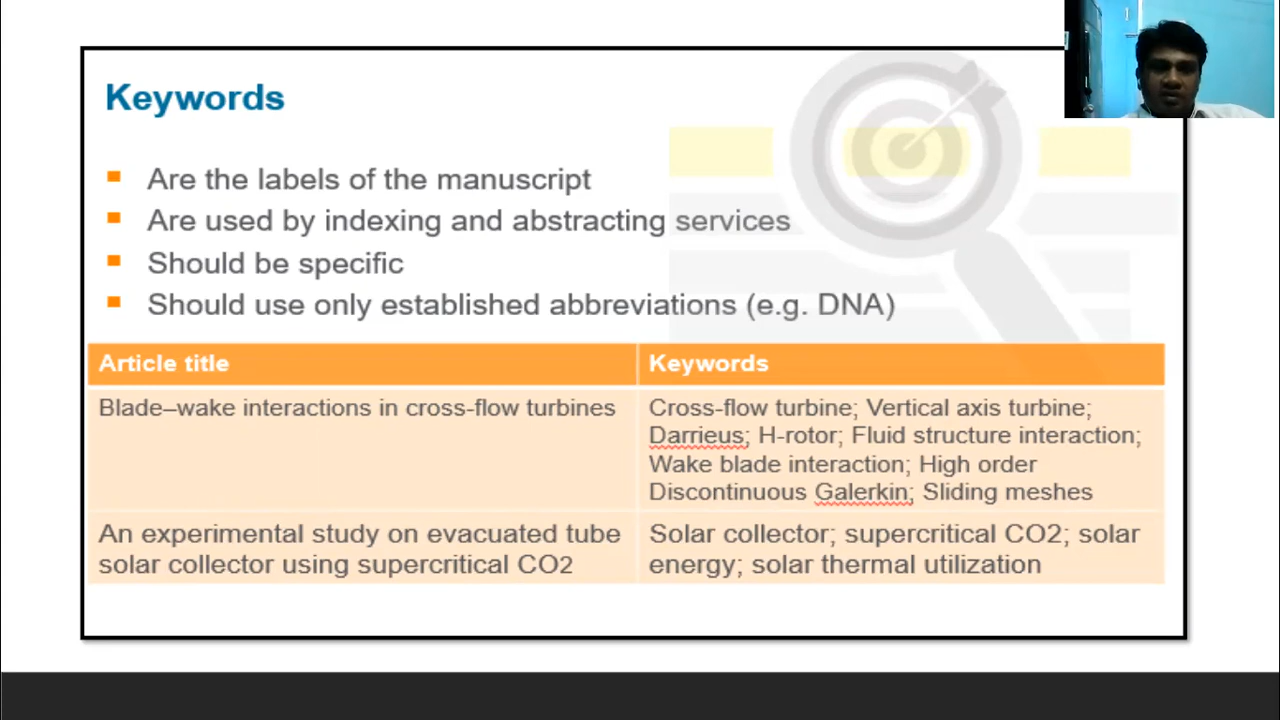 Keywords
Are the labels of the manuscript
Are used by indexing and abstracting services
Should be specific
Should use only established abbreviations (e.g. DNA)
Article title
Keywords
Blade–wake interactions in cross-flow turbines
Cross-flow turbine; Vertical axis turbine;
Darrieus; H-rotor; Fluid structure interaction;
Wake blade interaction; High order
Discontinuous Galerkin; Sliding meshes
An experimental study on evacuated tube
solar collector using supercritical CO2
Solar collector; supercritical CO2; solar
energy; solar thermal utilization